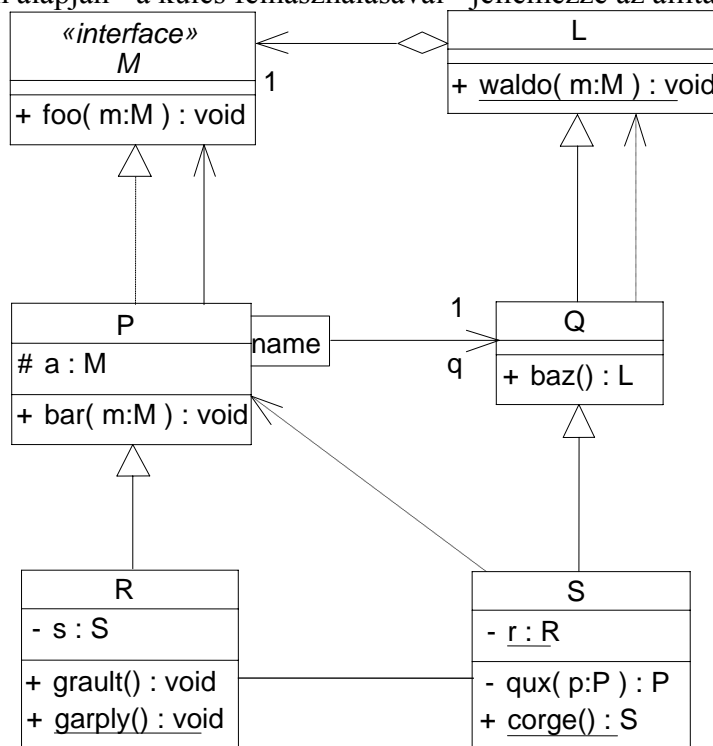 alapján - a kulcs felhasználásával - jellemezze az
«interface»
M
+ foo( m:M ) : void
1
L
+ waldo( m:M ) : void
P
# a : M
+ bar( m:M ) : void
name
1
q
Q
+ baz() : L
R
- s : S
+ grault() : void
+ garply() : void
S
- r : R
- qux( p:P ) : P
+ corge() : S